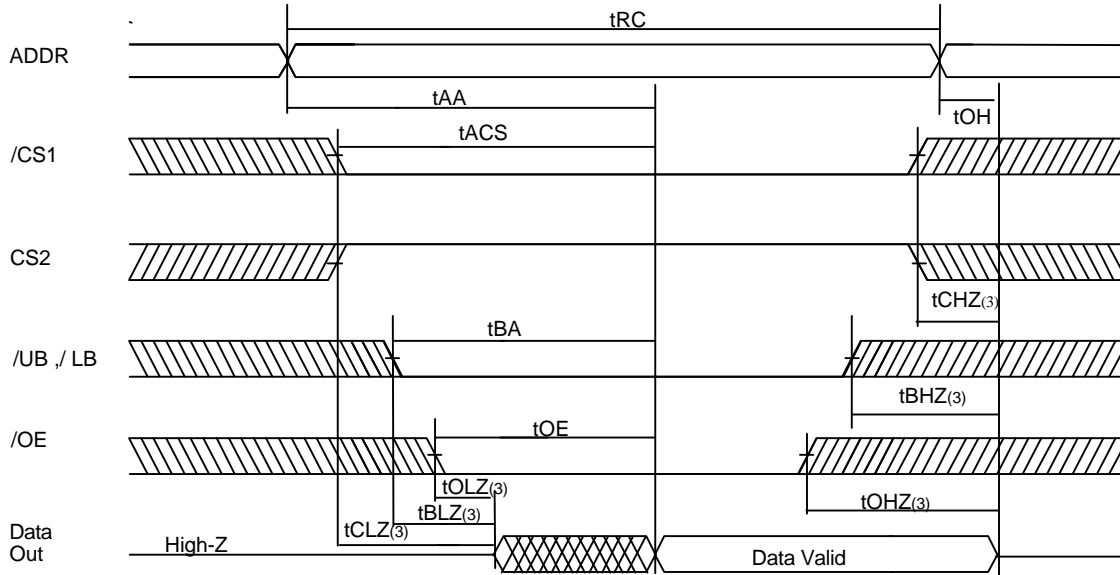 tRC
ADDR
tAA
tOH
tACS
/CS1
CS2
tCHZ(3)
tBA
/UB ,/ LB
tBHZ(3)
/OE
tOE
tOLZ(3)
tOHZ(3)
tBLZ(3)
tCLZ(3)
Data
Out
High-Z
Data Valid